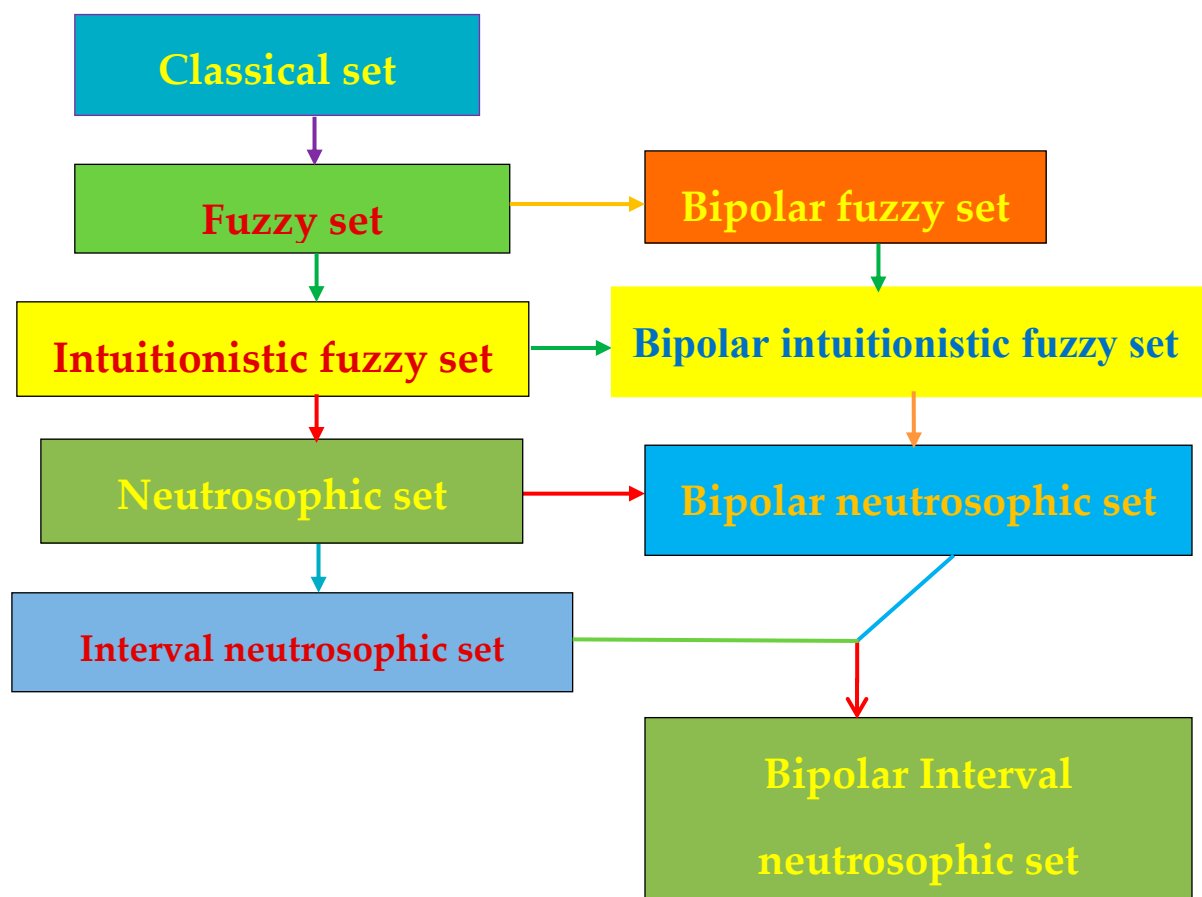 Classical set
Fuzzy set
Bipolar fuzzy set
Intuitionistic fuzzy set
Bipolar intuitionistic fuzzy set
Neutrosophic set
Bipolar neutrosophic set
Interval neutrosophic set
Bipolar Interval
neutrosophic set